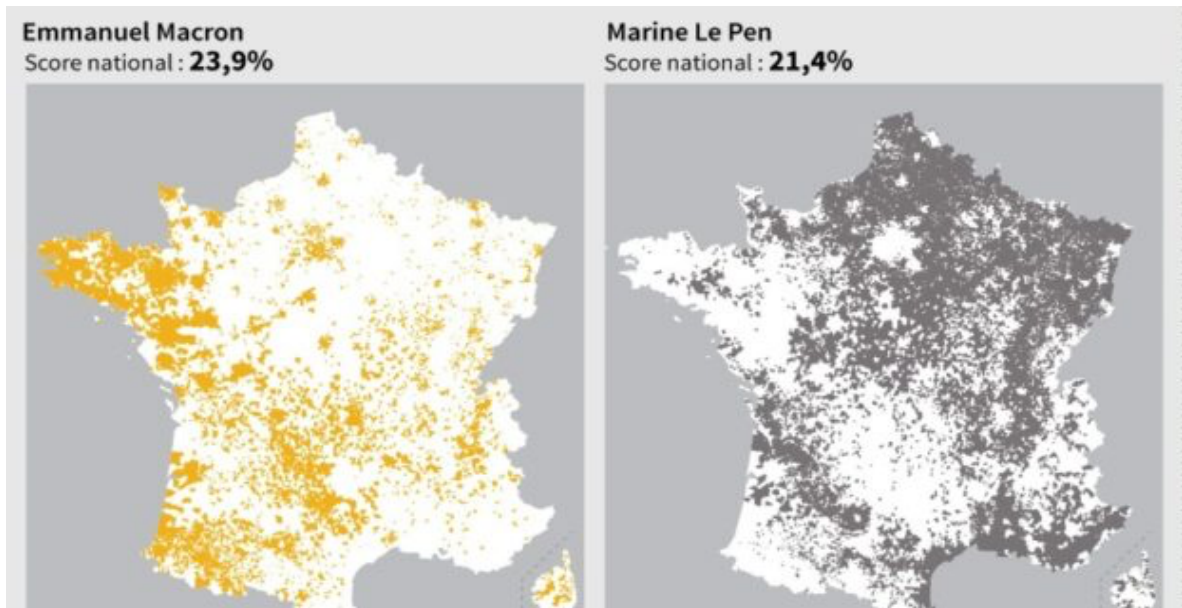 Emmanuel Macron
Score national : 23,9%
Marine Le Pen
Score national : 21,4%